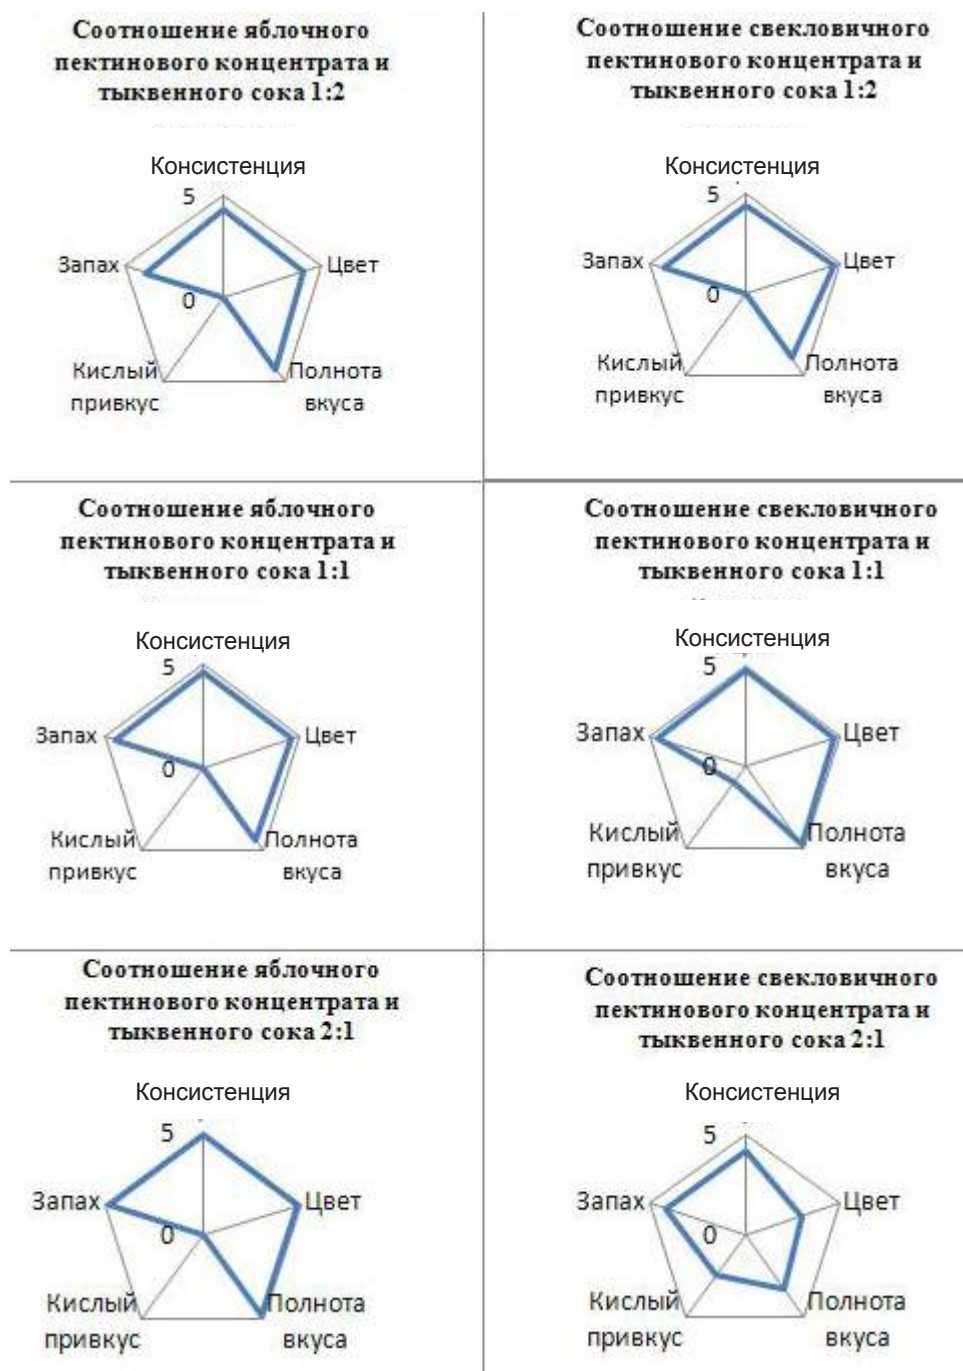 Соотношение яблочного
пектинового концентрата и
тыквенного сока 1:2
Консистенция
5
Запах
Цвет
0
Кислый
привкус
Полнота
вкуса
Соотношение свекловичного
пектинового концентрата и
тыквенного сока 1:2
Консистенция
5
Запах
Цвет
0
Кислый
привкус
Полнота
вкуса
Соотношение яблочного
пектинового концентрата и
тыквенного сока 1:1
Консистенция
5
Запах
Цвет
0
Кислый
привкус
Полнота
вкуса
Соотношение свекловичного
пектинового концентрата и
тыквенного сока 1:1
Консистенция
5
Запах
Цвет
0
Кислый
привкус
Полнота
вкуса
Соотношение яблочного
пектинового концентрата и
тыквенного сока 2:1
Консистенция
5
Запах
Цвет
0
Кислый
привкус
Полнота
вкуса
Соотношение свекловичного
пектинового концентрата и
тыквенного сока 2:1
Консистенция
5
Запах
Цвет
0
Кислый
привкус
Полнота
вкуса